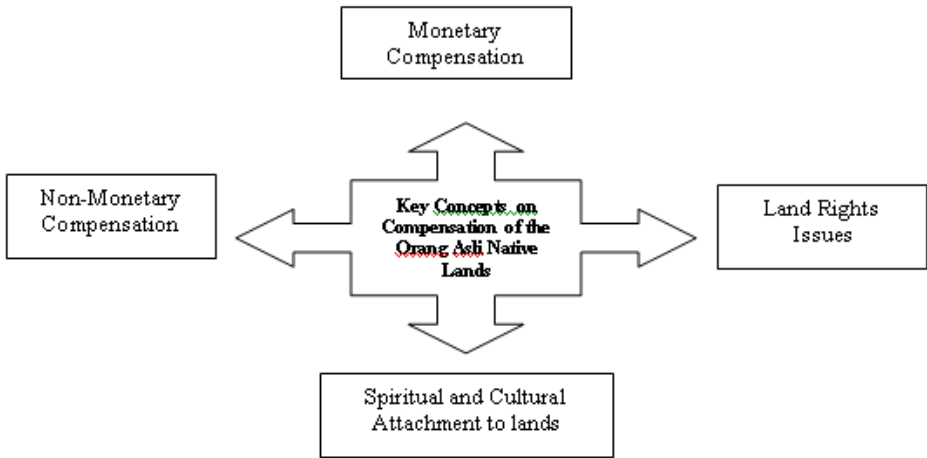 Monetary
Compensation
Non-Monetary
Compensation
Key Concepts on
Compensation of the
Orang Asli Native
Lands
Land Rights
Issues
Spiritual and Cultural
Attachment to lands